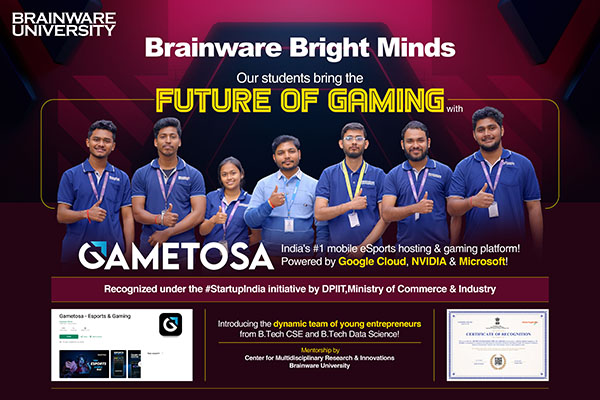 BRAINWARE
UNIVERSITY
Brainware Bright Minds
Our students bring the
FUTURE OF GAMING with
GAMETOSA
India's #1 mobile eSports hosting & gaming platform!
Powered by Google Cloud, NVIDIA & Microsoft!
Recognized under the #StartupIndia initiative by DPIIT,Ministry of Commerce & Industry
Gametosa - Esports & Gaming
Introducing the dynamic team of young entrepreneurs
from B.Tech CSE and B.Tech Data Science!
Mentorship by
Center for Multidisciplinary Research & Innovations
Brainware University
CERTIFICATE OF RECOGNITION